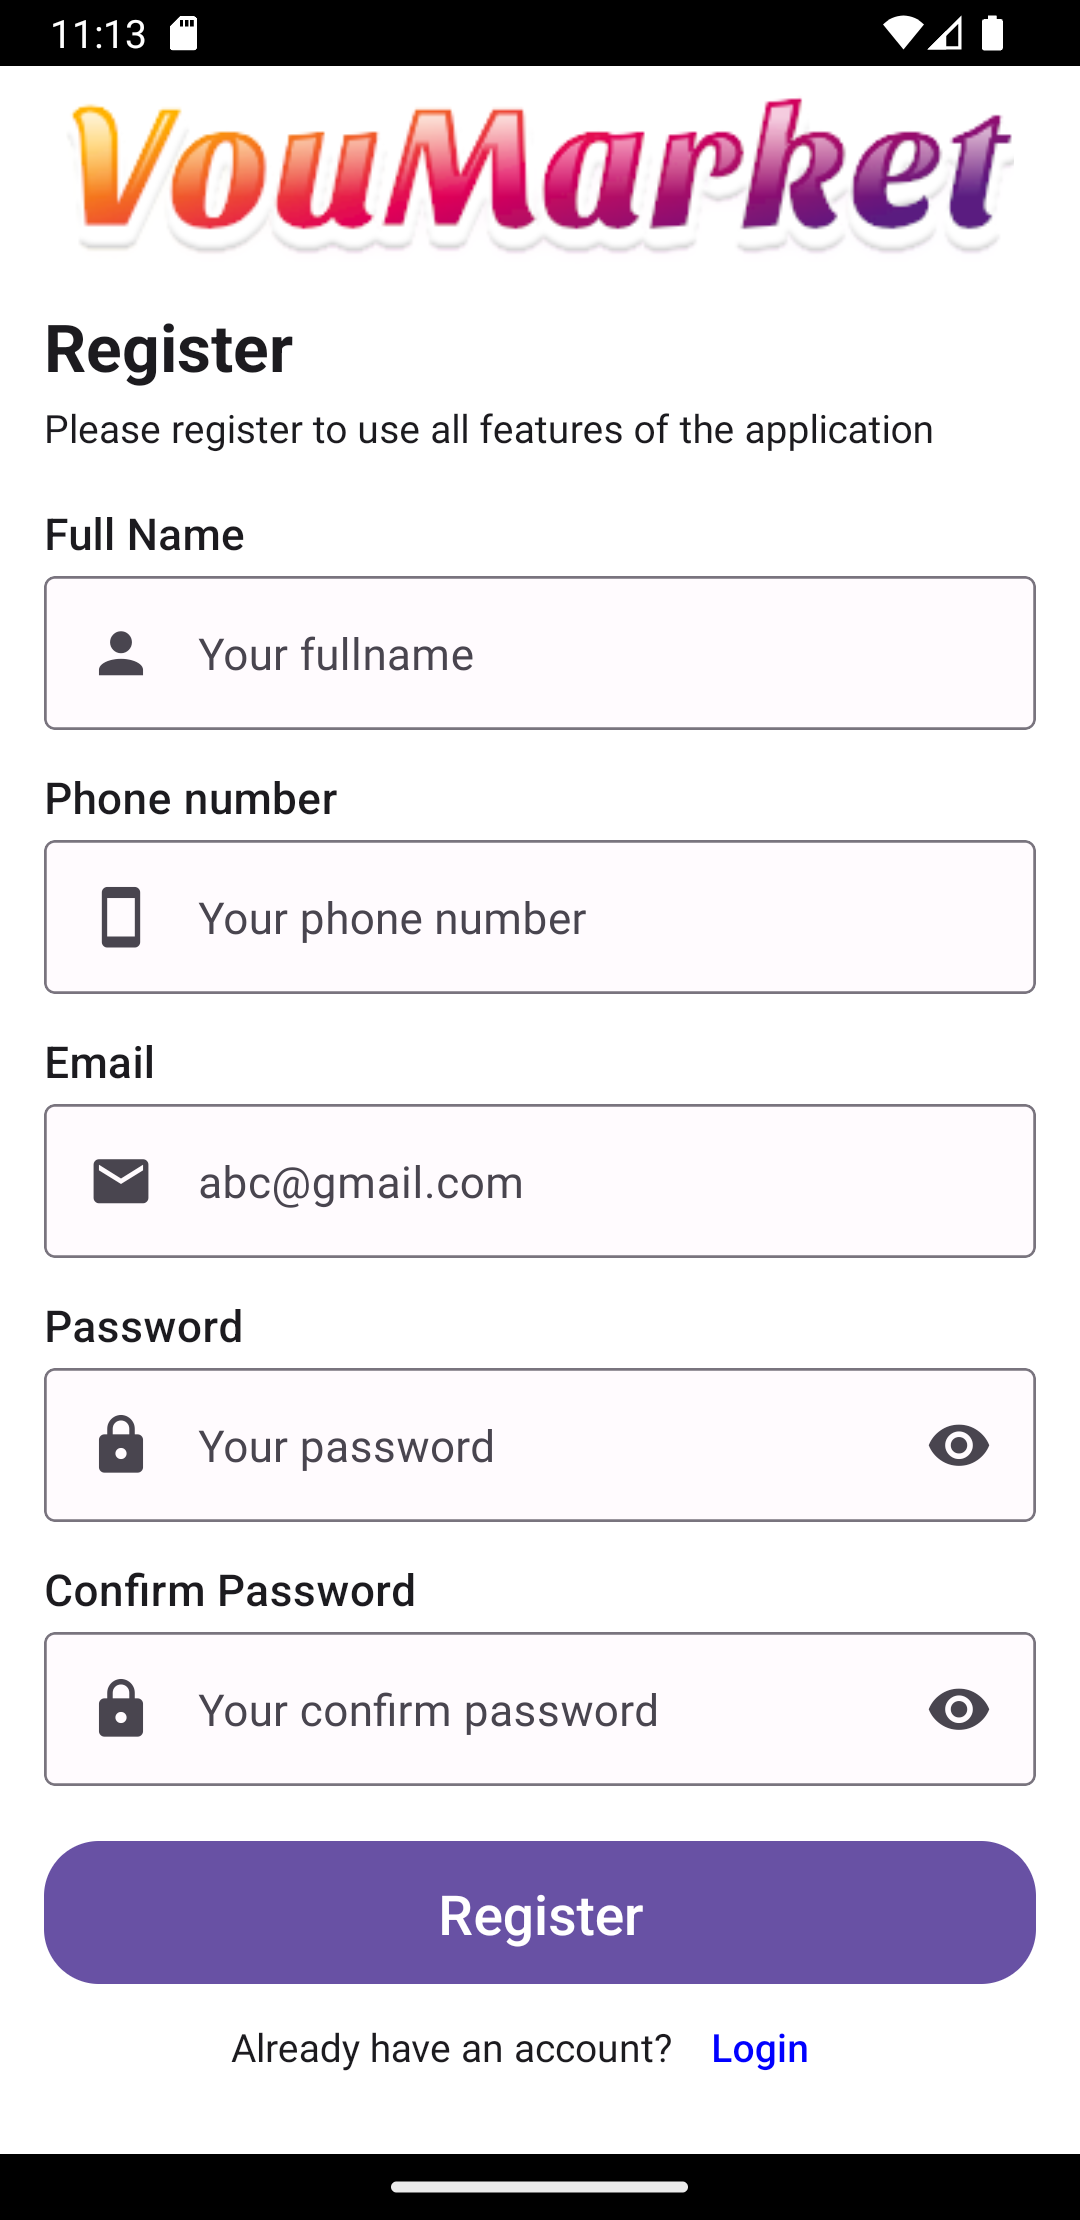 11:13
VouMarket
Register
Please register to use all features of the application
Full Name
Your fullname
Phone number
Your phone number
Email
abc@gmail.com
Password
Your password
Confirm Password
Your confirm password
Register
Already have an account? Login